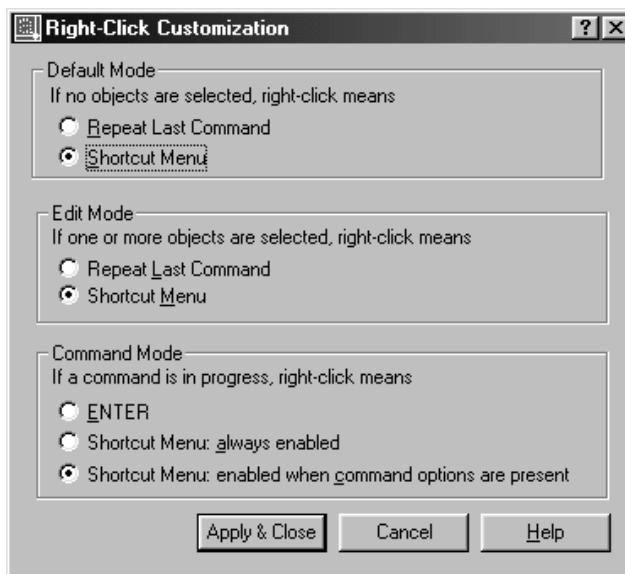 Right-Click Customization
Default Mode
If no objects are selected, right-click means
Repeat Last Command
Shortcut Menu
Edit Mode
If one or more objects are selected, right-click means
Repeat Last Command
Shortcut Menu
Command Mode
If a command is in progress, right-click means
ENTER
Shortcut Menu: always enabled
Shortcut Menu: enabled when command options are present
Apply & Close Cancel Help